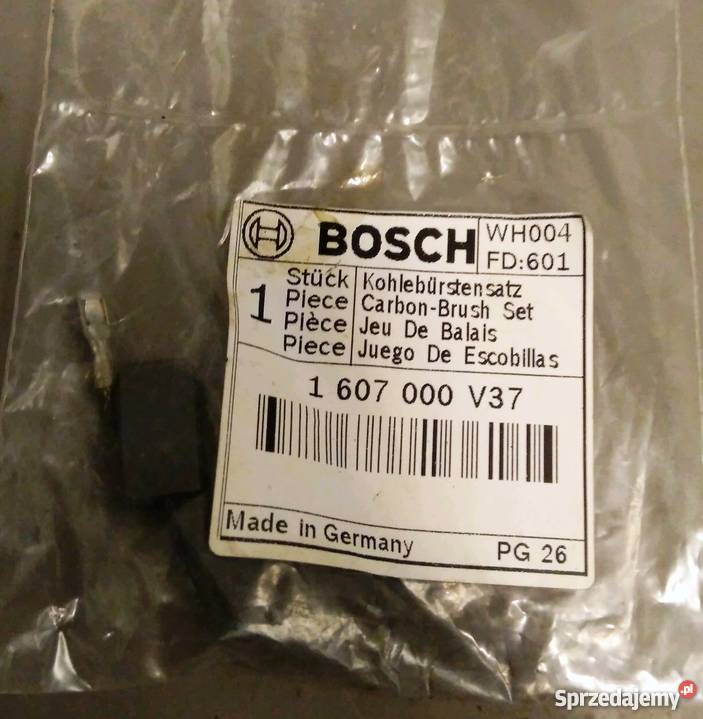 BOSCH
WH004
FD:601
1
Stück
Piece
Pièce
Piece
Kohlebürstensatz
Carbon-Brush Set
Jeu De Balais
Juego De Escobillas
1 607 000 V37
Made in Germany
PG 26
Sprzedajemy.pl